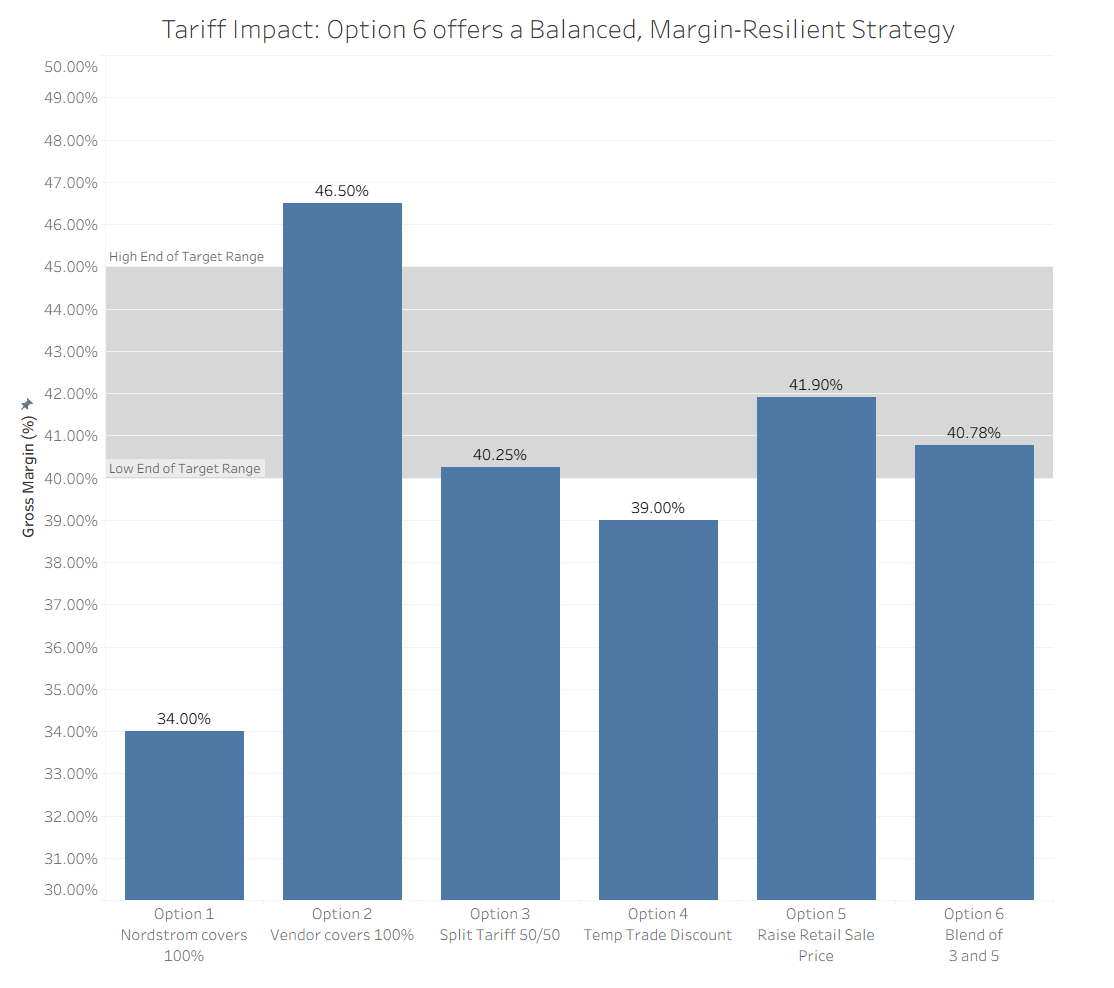 Tariff Impact: Option 6 offers a Balanced, Margin-Resilient Strategy
50.00%
49.00%
48.00%
47.00%
46.50%
46.00%
High End of Target Range
45.00%
44.00%
43.00%
42.00%
41.90%
41.00%
40.78%
40.25%
Low End of Target Range
40.00%
39.00%
39.00%
38.00%
37.00%
36.00%
35.00%
34.00%
34.00%
33.00%
32.00%
31.00%
30.00%
Gross Margin (%)
Option 1
Nordstrom covers
100%
Option 2
Vendor covers 100%
Option 3
Split Tariff 50/50
Option 4
Temp Trade Discount
Option 5
Raise Retail Sale
Price
Option 6
Blend of
3 and 5